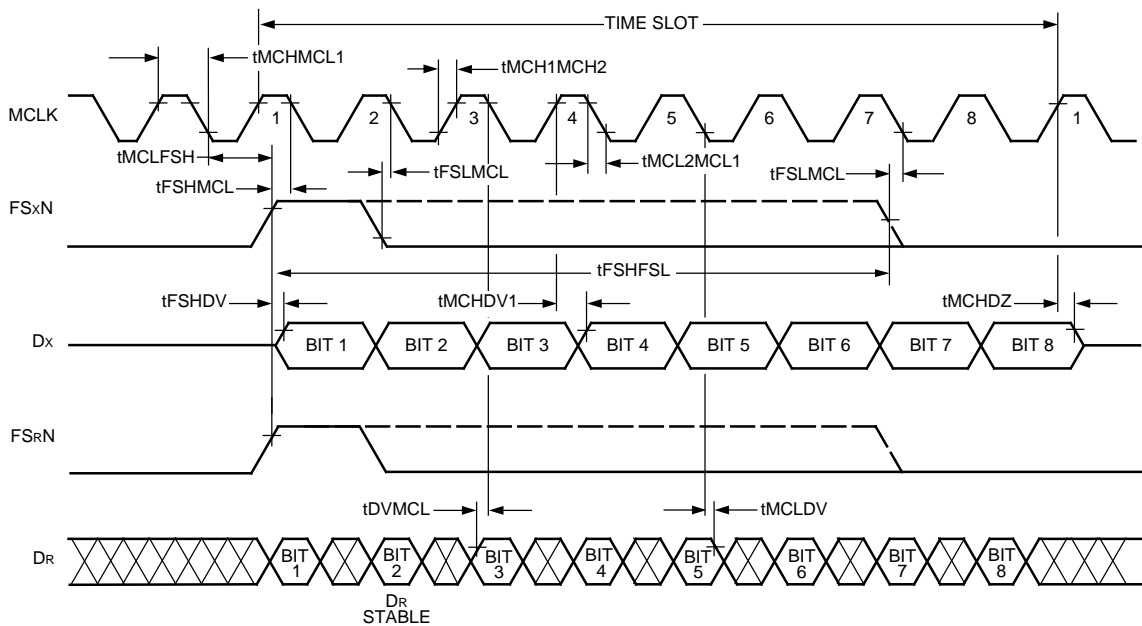 TIME SLOT
tMCHMCL1
tMCH1MCH2
MCLK
1 2 3 4 5 6 7 8 1
tMCLFSH
tFSLMCL
tMCL2MCL1
tFSLMCL
tFSHMCL
FSXN
tFSHFSL
tFSHDV
tMCHDV1
tMCHDZ
DX
BIT 1 BIT 2 BIT 3 BIT 4 BIT 5 BIT 6 BIT 7 BIT 8
FSRN
tDVMCL
tMCLDV
DR
BIT 1 BIT 2 BIT 3 BIT 4 BIT 5 BIT 6 BIT 7 BIT 8
DR
STABLE